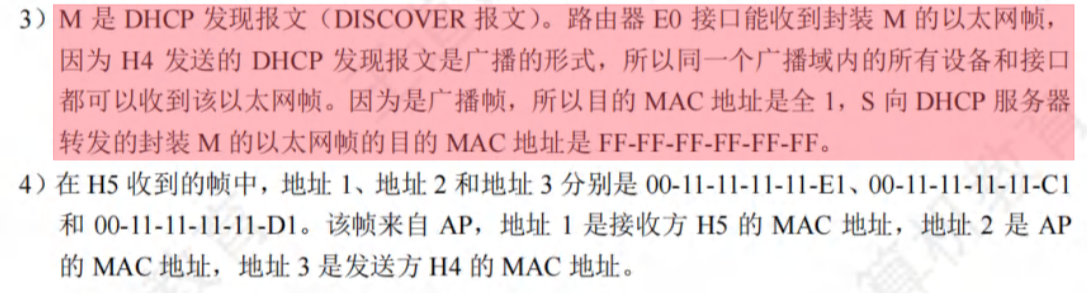 3）M 是 DHCP 发现报文（DISCOVER 报文）。路由器 E0 接口能收到封装 M 的以太网帧，
因为 H4 发送的 DHCP 发现报文是广播的形式，所以同一个广播域内的所有设备和接口
都可以收到该以太网帧。因为是广播帧，所以目的 MAC 地址是全 1，S 向 DHCP 服务器
转发的封装 M 的以太网帧的目的 MAC 地址是 FF-FF-FF-FF-FF-FF。
4）在 H5 收到的帧中，地址 1、地址 2 和地址 3 分别是 00-11-11-11-11-E1、00-11-11-11-11-C1
和 00-11-11-11-11-D1。该帧来自 AP，地址 1 是接收方 H5 的 MAC 地址，地址 2 是 AP
的 MAC 地址，地址 3 是发送方 H4 的 MAC 地址。